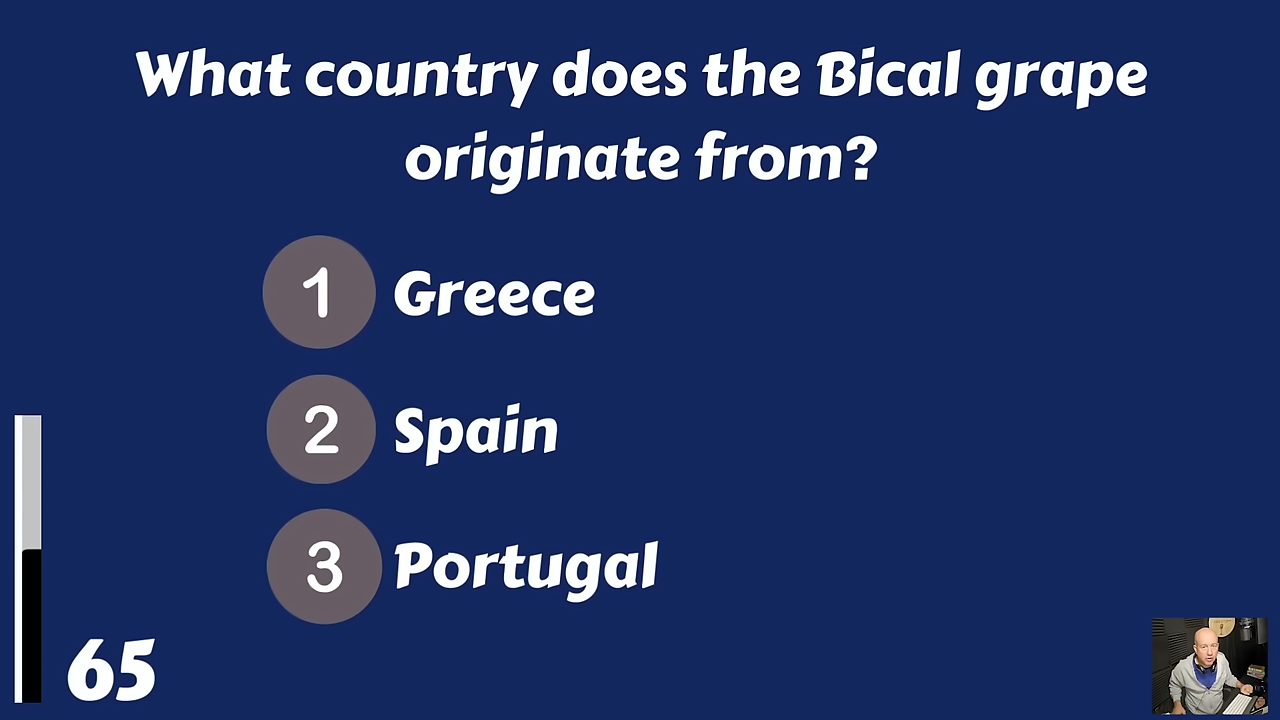 What country does the Bical grape
originate from?
1 Greece
2 Spain
3 Portugal
65